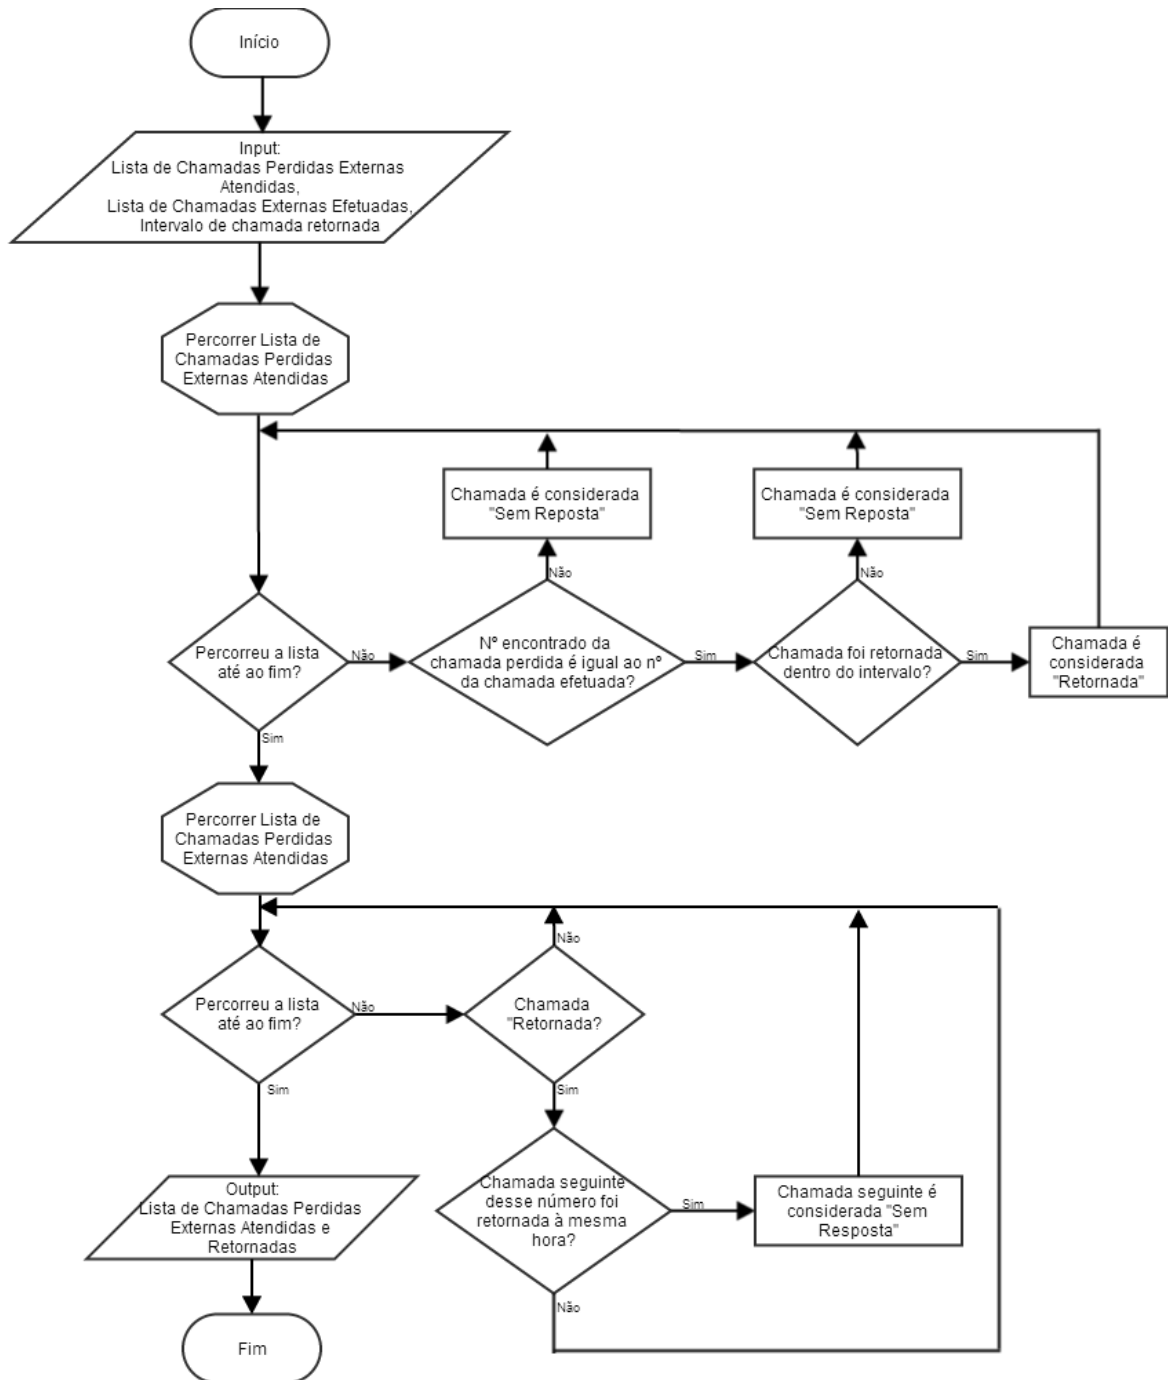 Início
Input:
Lista de Chamadas Perdidas Externas
Atendidas,
Lista de Chamadas Externas Efetuadas,
Intervalo de chamada retornada
Percorrer Lista de
Chamadas Perdidas
Externas Atendidas
Chamada é considerada
"Sem Reposta"
Chamada é considerada
"Sem Reposta"
Não
Não
Percorreu a lista
até ao fim?
Não
Nº encontrado da
chamada perdida é igual ao nº
da chamada efetuada?
Sim
Chamada foi retornada
dentro do intervalo?
Sim
Chamada é
considerada
"Retornada"
Sim
Percorrer Lista de
Chamadas Perdidas
Externas Atendidas
Não
Percorreu a lista
até ao fim?
Não
Chamada
"Retornada?
Sim
Sim
Chamada seguinte
desse número foi
retornada à mesma
hora?
Sim
Chamada seguinte é
considerada "Sem
Resposta"
Output:
Lista de Chamadas Perdidas
Externas Atendidas e
Retornadas
Não
Fim